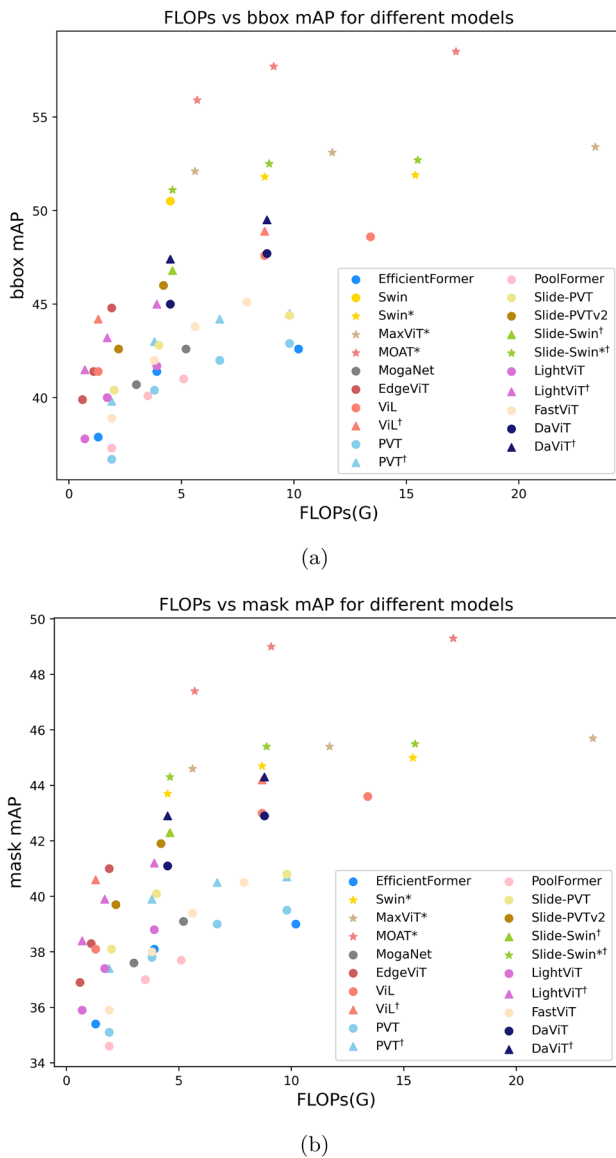 FLOPs vs bbox mAP for different models
55
50
45
40
bbox mAP
EfficientFormer
Swin
Swin*
MaxViT*
MOAT*
MogaNet
EdgeViT
ViL
ViL†
PVT
PVT†
PoolFormer
Slide-PVT
Slide-PVTv2
Slide-Swin†
Slide-Swin*†
LightViT
LightViT†
FastViT
DaViT
DaViT†
0 5 10 15 20
FLOPs(G)
(a)
FLOPs vs mask mAP for different models
50
48
46
44
42
40
38
36
34
mask mAP
EfficientFormer
Swin*
MaxViT*
MOAT*
MogaNet
EdgeViT
ViL
ViL†
PVT
PVT†
PoolFormer
Slide-PVT
Slide-PVTv2
Slide-Swin†
Slide-Swin*†
LightViT
LightViT†
FastViT
DaViT
DaViT†
0 5 10 15 20
FLOPs(G)
(b)